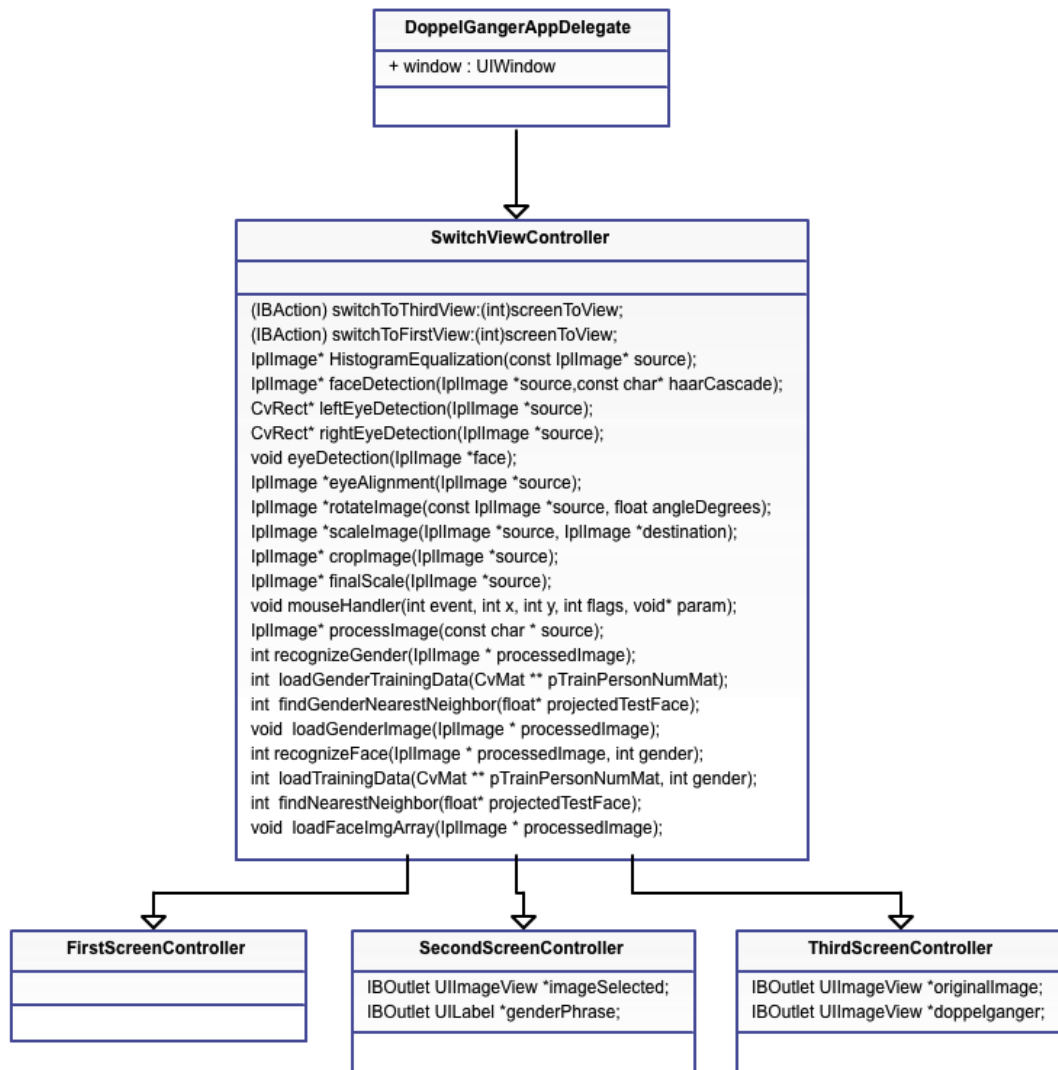 DoppelGangerAppDelegate
+ window : UIWindow
SwitchViewController
(IBAction) switchToThirdView:(int)screenToView;
(IBAction) switchToFirstView:(int)screenToView;
IplImage* HistogramEqualization(const IplImage* source);
IplImage* faceDetection(IplImage *source,const char* haarCascade);
CvRect* leftEyeDetection(IplImage *source);
CvRect* rightEyeDetection(IplImage *source);
void eyeDetection(IplImage *face);
IplImage *eyeAlignment(IplImage *source);
IplImage *rotateImage(const IplImage *source, float angleDegrees);
IplImage *scaleImage(IplImage *source, IplImage *destination);
IplImage* cropImage(IplImage *source);
IplImage* finalScale(IplImage *source);
void mouseHandler(int event, int x, int y, int flags, void* param);
IplImage* processImage(const char * source);
int recognizeGender(IplImage * processedImage);
int  loadGenderTrainingData(CvMat ** pTrainPersonNumMat);
int  findGenderNearestNeighbor(float* projectedTestFace);
void  loadGenderImage(IplImage * processedImage);
int recognizeFace(IplImage * processedImage, int gender);
int  loadTrainingData(CvMat ** pTrainPersonNumMat, int gender);
int  findNearestNeighbor(float* projectedTestFace);
void  loadFaceImgArray(IplImage * processedImage);
FirstScreenController
SecondScreenController
IBOutlet UIImageView *imageSelected;
IBOutlet UILabel *genderPhrase;
ThirdScreenController
IBOutlet UIImageView *originalImage;
IBOutlet UIImageView *doppelganger;